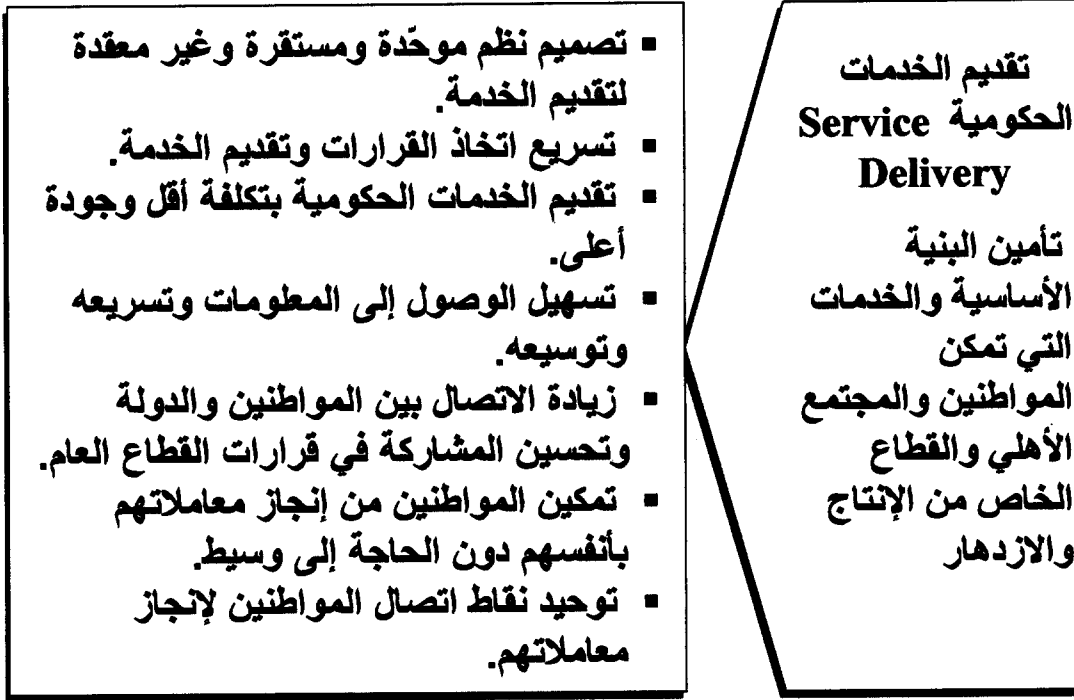 تقديم الخدمات
الحكومية Service
Delivery
تأمين البنية
الأساسية والخدمات
التي تمكن
المواطنين والمجتمع
الأهلي والقطاع
الخاص من الإنتاج
والازدهار
▪ تصميم نظم موحّدة ومستقرة وغير معقدة
لتقديم الخدمة.
▪ تسريع اتخاذ القرارات وتقديم الخدمة.
▪ تقديم الخدمات الحكومية بتكلفة أقل وجودة
أعلى.
▪ تسهيل الوصول إلى المعلومات وتسريعه
وتوسيعه.
▪ زيادة الاتصال بين المواطنين والدولة
وتحسين المشاركة في قرارات القطاع العام.
▪ تمكين المواطنين من إنجاز معاملاتهم
بأنفسهم دون الحاجة إلى وسيط.
▪ توحيد نقاط اتصال المواطنين لإنجاز
معاملاتهم.